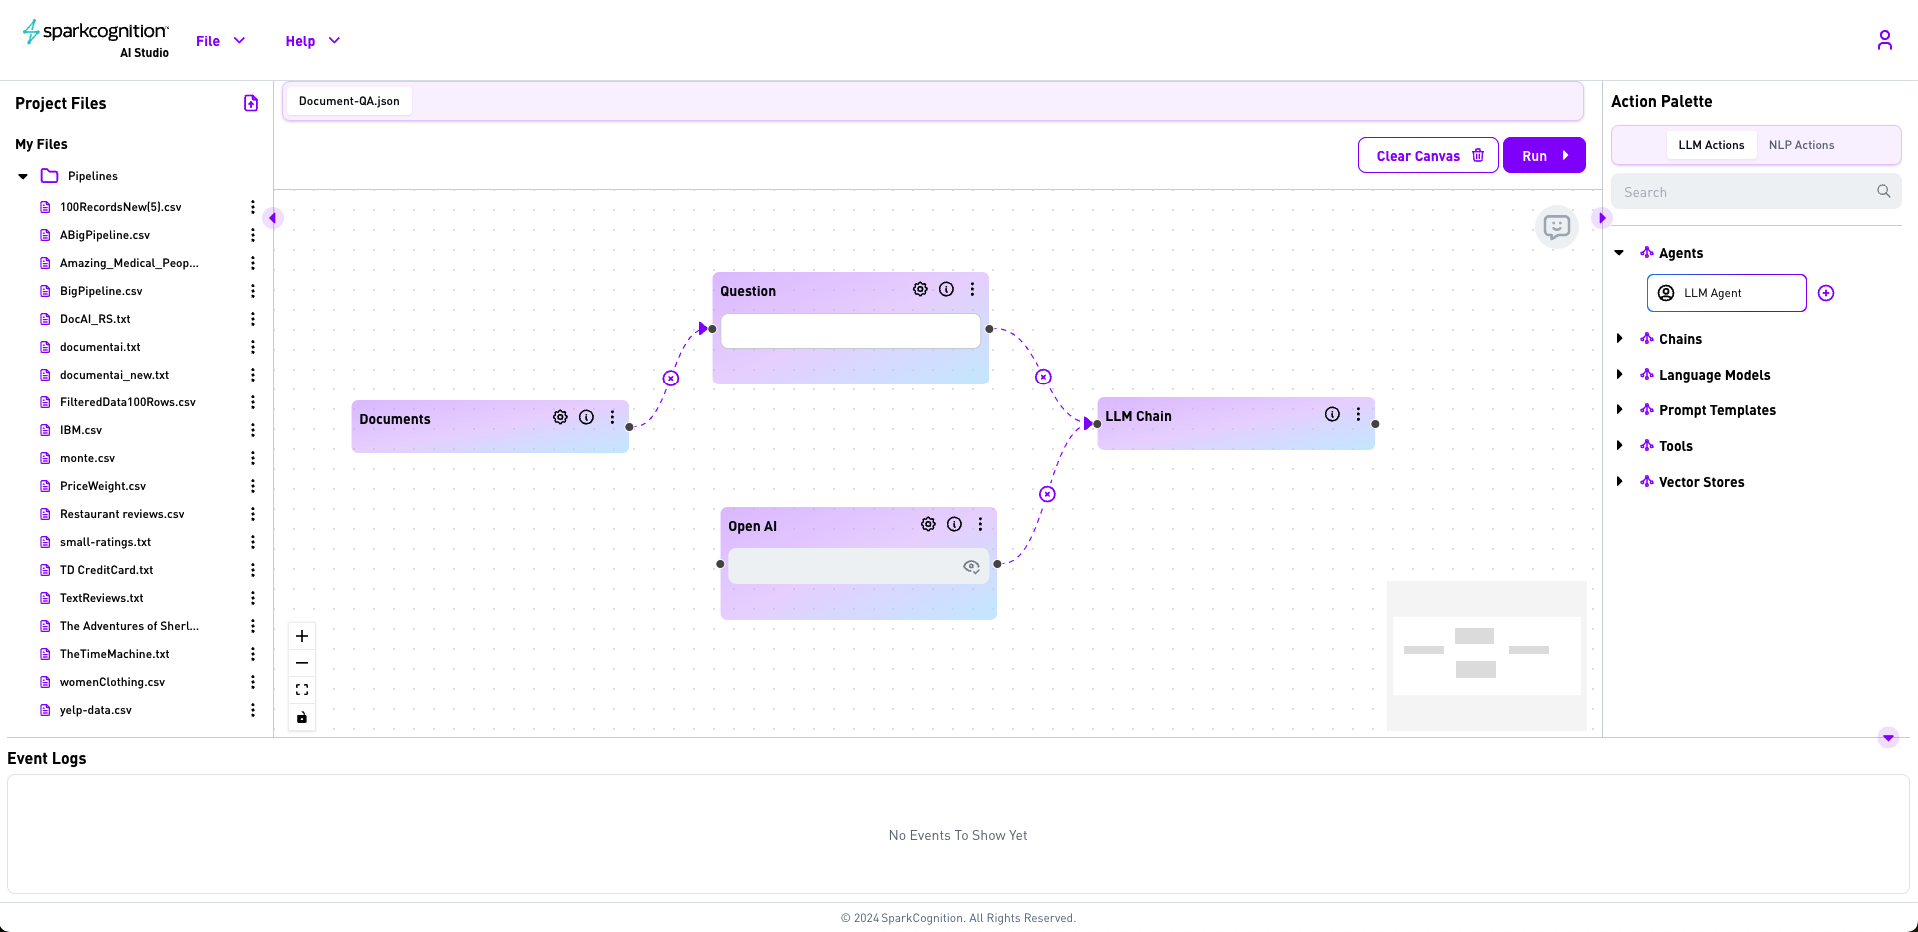 sparkcognition™
AI Studio
File
Help
Project Files
My Files
Pipelines
100RecordsNew(5).csv
ABigPipeline.csv
Amazing_Medical_Peop...
BigPipeline.csv
DocAI_RS.txt
documentai.txt
documentai_new.txt
FilteredData100Rows.csv
IBM.csv
monte.csv
PriceWeight.csv
Restaurant reviews.csv
small-ratings.txt
TD CreditCard.txt
TextReviews.txt
The Adventures of Sherl...
TheTimeMachine.txt
womenClothing.csv
yelp-data.csv
Document-QA.json
Clear Canvas
Run
Question
Documents
LLM Chain
Open AI
Action Palette
LLM Actions
NLP Actions
Search
Agents
LLM Agent
Chains
Language Models
Prompt Templates
Tools
Vector Stores
Event Logs
No Events To Show Yet
© 2024 SparkCognition. All Rights Reserved.